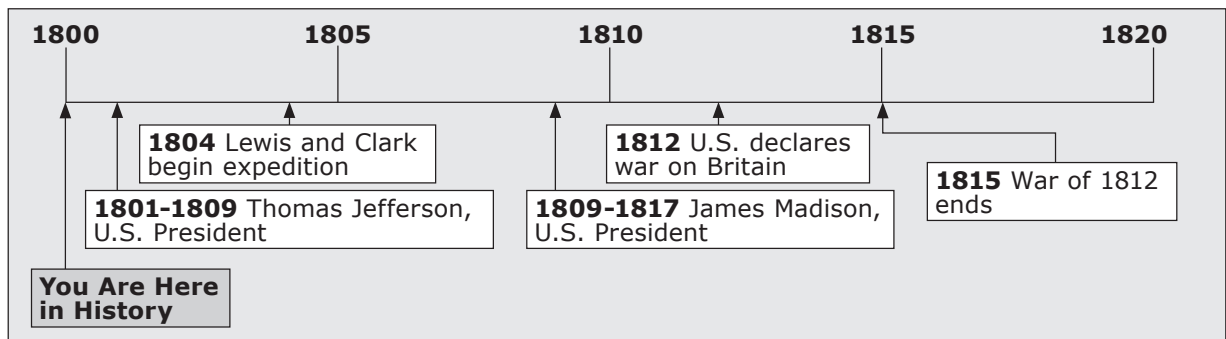 1800 1805 1810 1815 1820
1804 Lewis and Clark
begin expedition
1812 U.S. declares
war on Britain
1815 War of 1812
ends
1801-1809 Thomas Jefferson,
U.S. President
1809-1817 James Madison,
U.S. President
You Are Here
in History